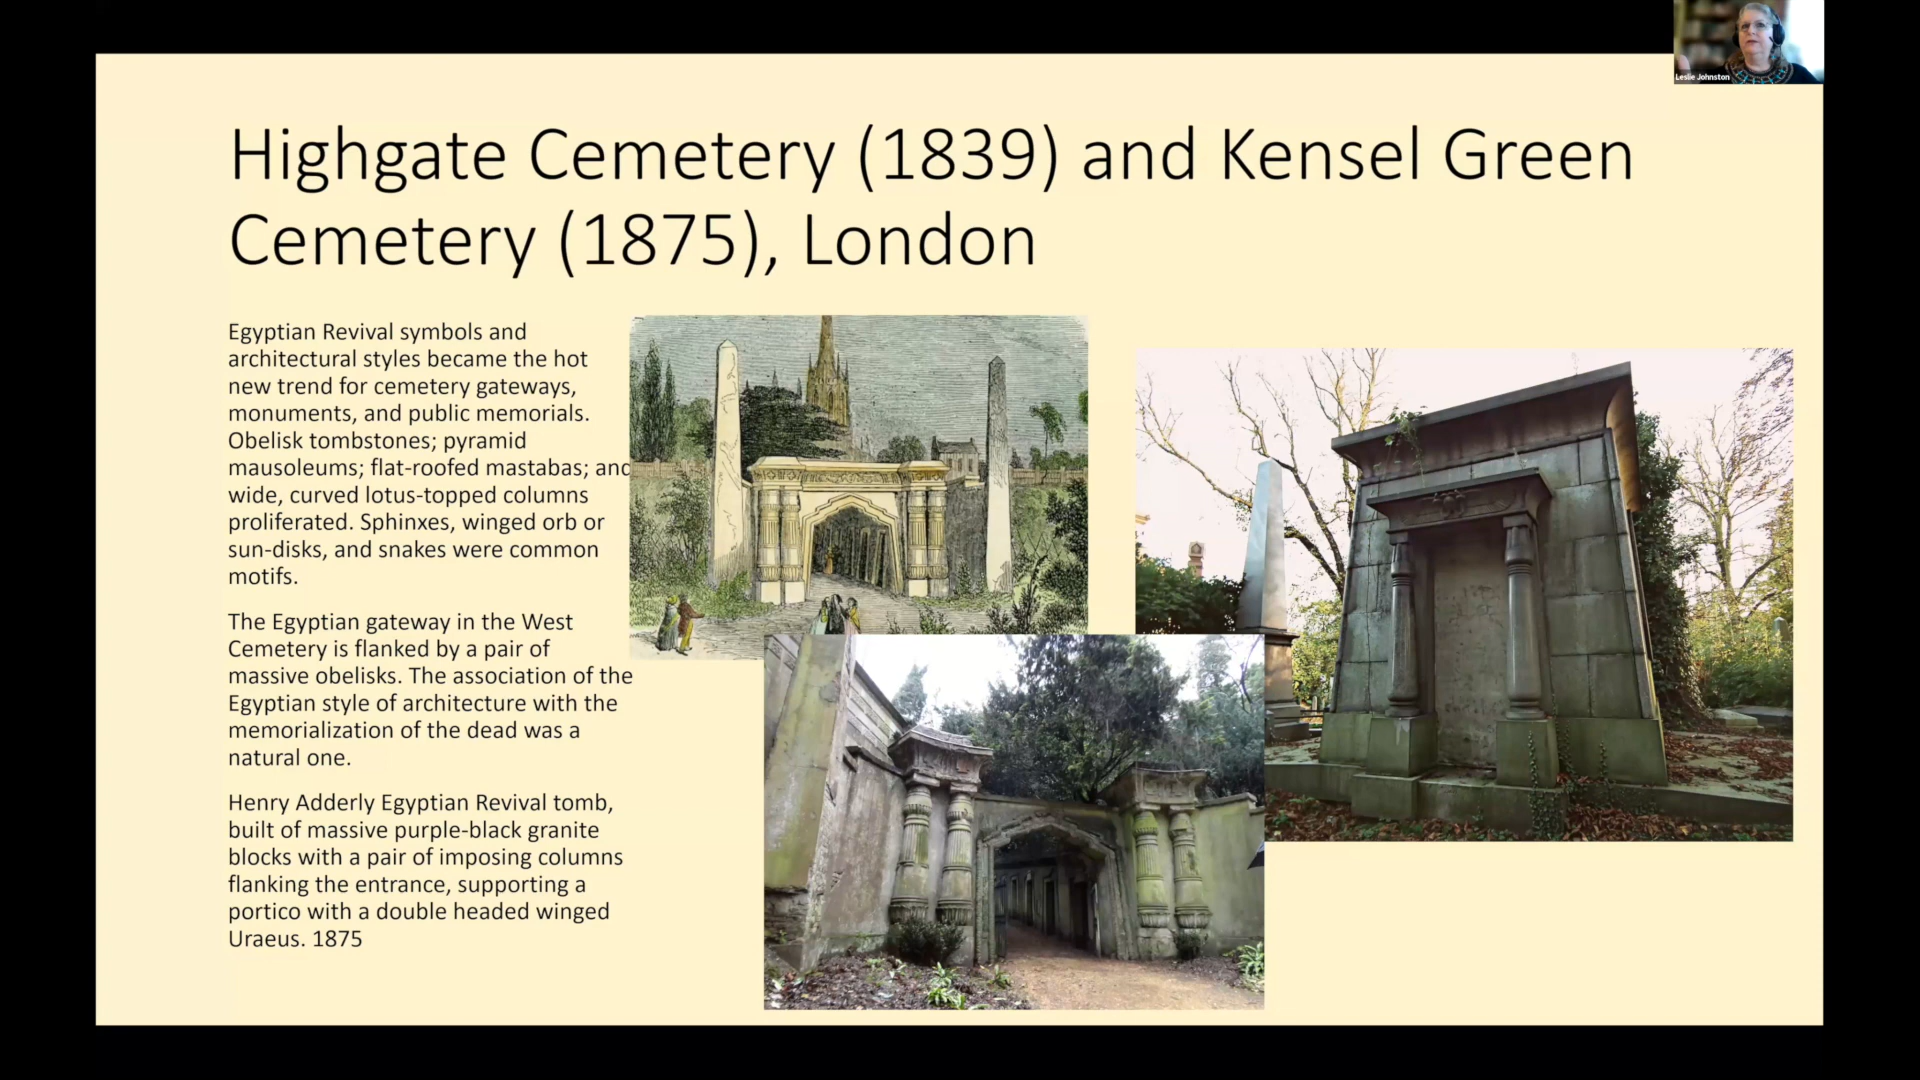 Leslie Johnston
Highgate Cemetery (1839) and Kensel Green
Cemetery (1875), London
Egyptian Revival symbols and
architectural styles became the hot
new trend for cemetery gateways,
monuments, and public memorials.
Obelisk tombstones; pyramid
mausoleums; flat-roofed mastabas; and
wide, curved lotus-topped columns
proliferated. Sphinxes, winged orb or
sun-disks, and snakes were common
motifs.
The Egyptian gateway in the West
Cemetery is flanked by a pair of
massive obelisks. The association of the
Egyptian style of architecture with the
memorialization of the dead was a
natural one.
Henry Adderly Egyptian Revival tomb,
built of massive purple-black granite
blocks with a pair of imposing columns
flanking the entrance, supporting a
portico with a double headed winged
Uraeus. 1875